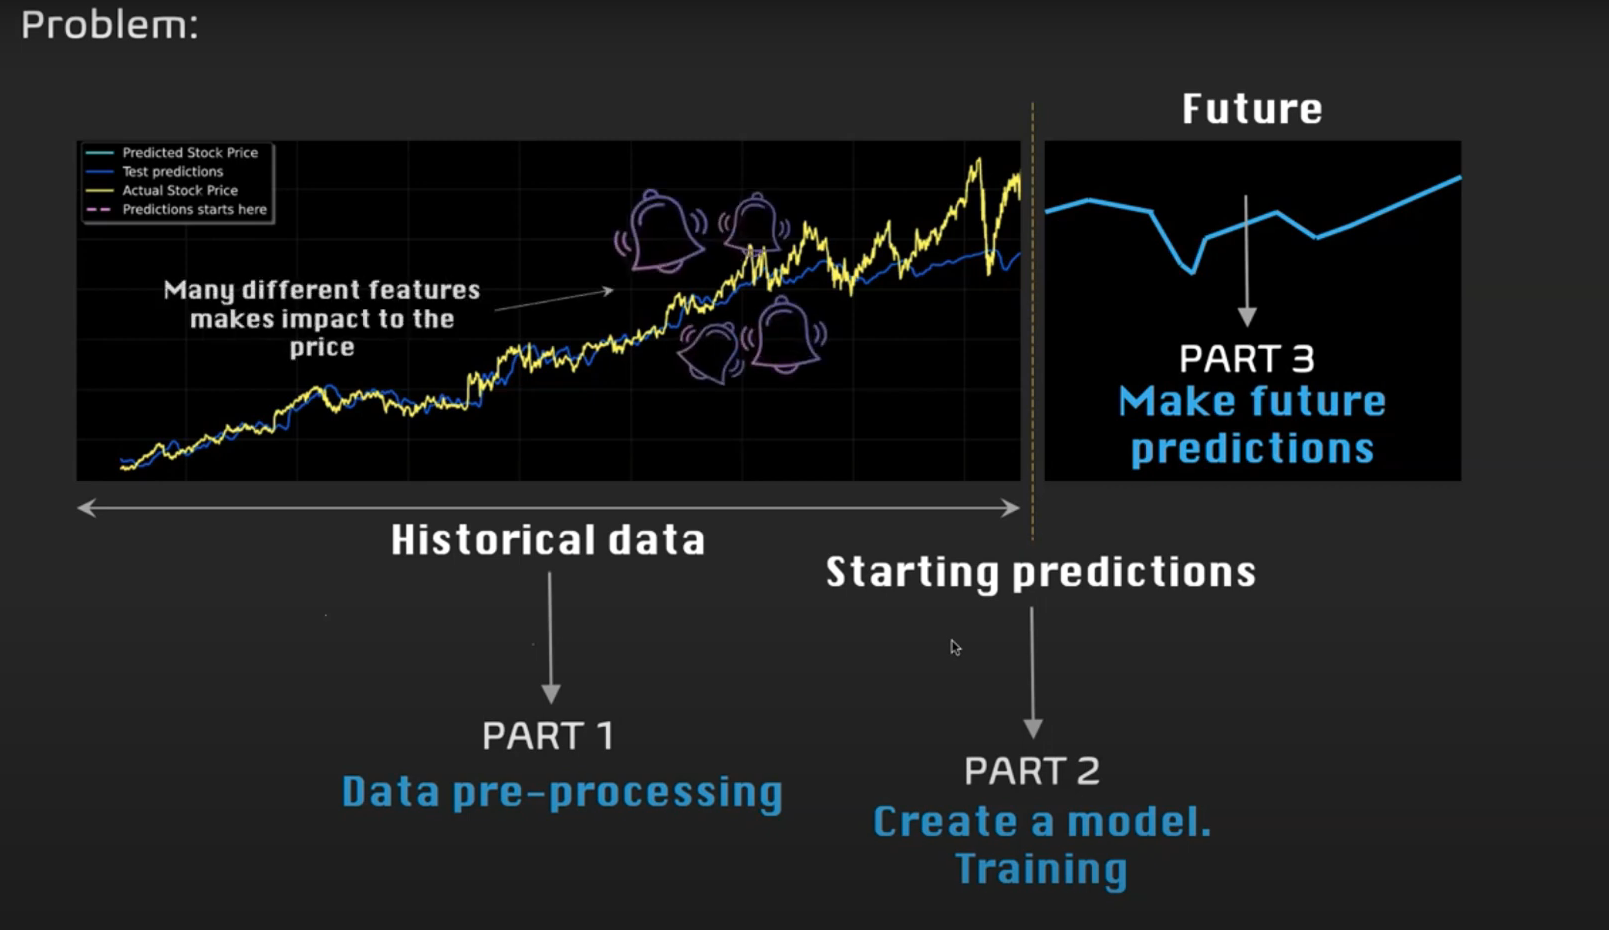 Problem:
Future
Predicted Stock Price
Test predictions
Actual Stock Price
Predictions starts here
Many different features
makes impact to the
price
PART 3
Make future
predictions
Historical data
Starting predictions
PART 1
Data pre-processing
PART 2
Create a model.
Training